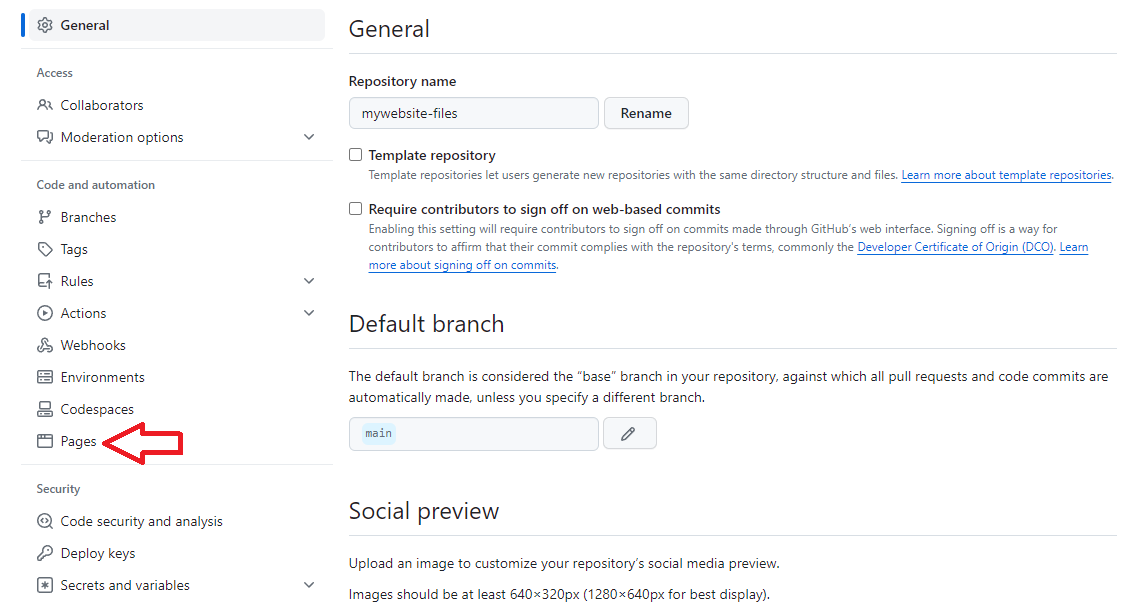 General
Access
Collaborators
Moderation options
Code and automation
Branches
Tags
Rules
Actions
Webhooks
Environments
Codespaces
Pages
Security
Code security and analysis
Deploy keys
Secrets and variables
General
Repository name
mywebsite-files
Rename
Template repository
Template repositories let users generate new repositories with the same directory structure and files. Learn more about template repositories.
Require contributors to sign off on web-based commits
Enabling this setting will require contributors to sign off on commits made through GitHub's web interface. Signing off is a way for
contributors to affirm that their commit complies with the repository's terms, commonly the Developer Certificate of Origin (DCO). Learn
more about signing off on commits.
Default branch
The default branch is considered the “base” branch in your repository, against which all pull requests and code commits are
automatically made, unless you specify a different branch.
main
Social preview
Upload an image to customize your repository's social media preview.
Images should be at least 640×320px (1280×640px for best display).